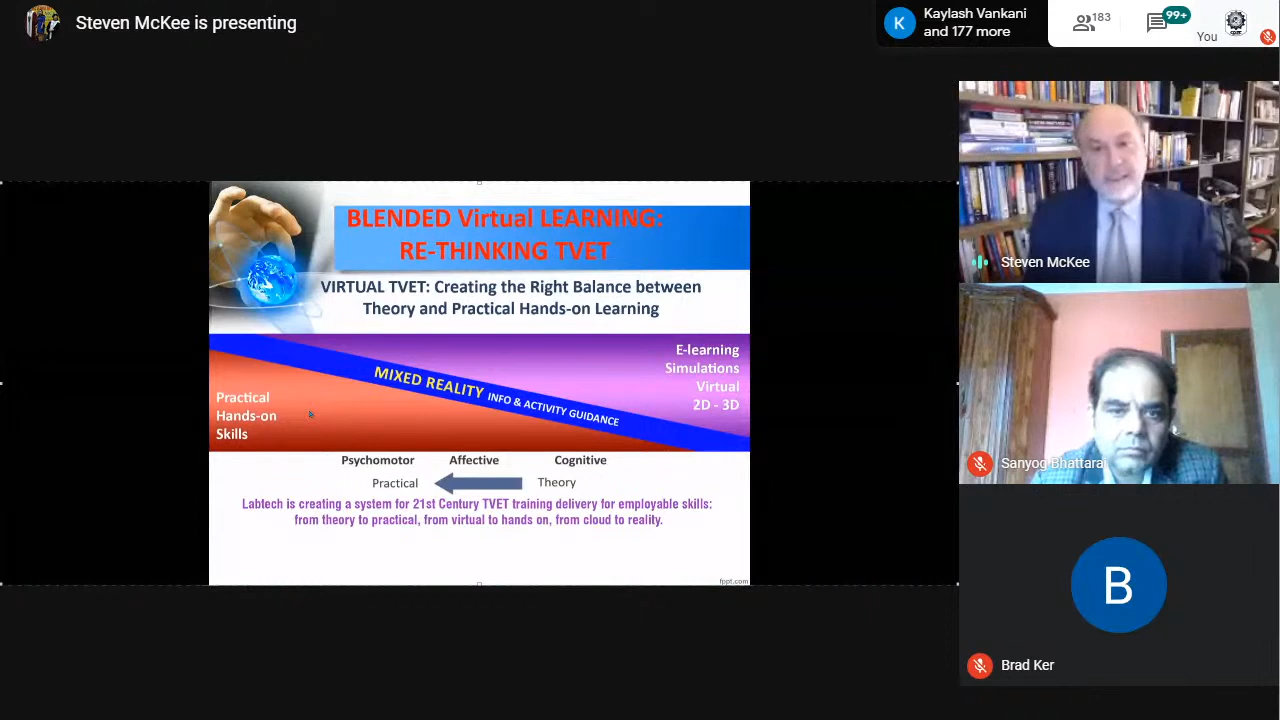 Steven McKee is presenting
K
Kaylash Vankani
and 177 more
183
99+
You
BLENDED Virtual LEARNING:
RE-THINKING TVET
VIRTUAL TVET: Creating the Right Balance between
Theory and Practical Hands-on Learning
E-learning
Simulations
Virtual
2D - 3D
MIXED REALITY INFO & ACTIVITY GUIDANCE
Practical
Hands-on
Skills
Psychomotor Affective Cognitive
Practical Theory
Labtech is creating a system for 21st Century TVET training delivery for employable skills:
from theory to practical, from virtual to hands on, from cloud to reality.
fppt.com
Steven McKee
Sanyog Bhattara
B
Brad Ker